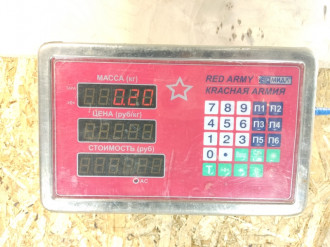 МАССА (кг)
0.20
ЦЕНА (руб/кг)
СТОИМОСТЬ (руб)
АС
RED ARMY
КРАСНАЯ АРМИЯ
7 8 9 П1 П2
4 5 6 П3 П4
1 2 3 П5 П6
0 •
T